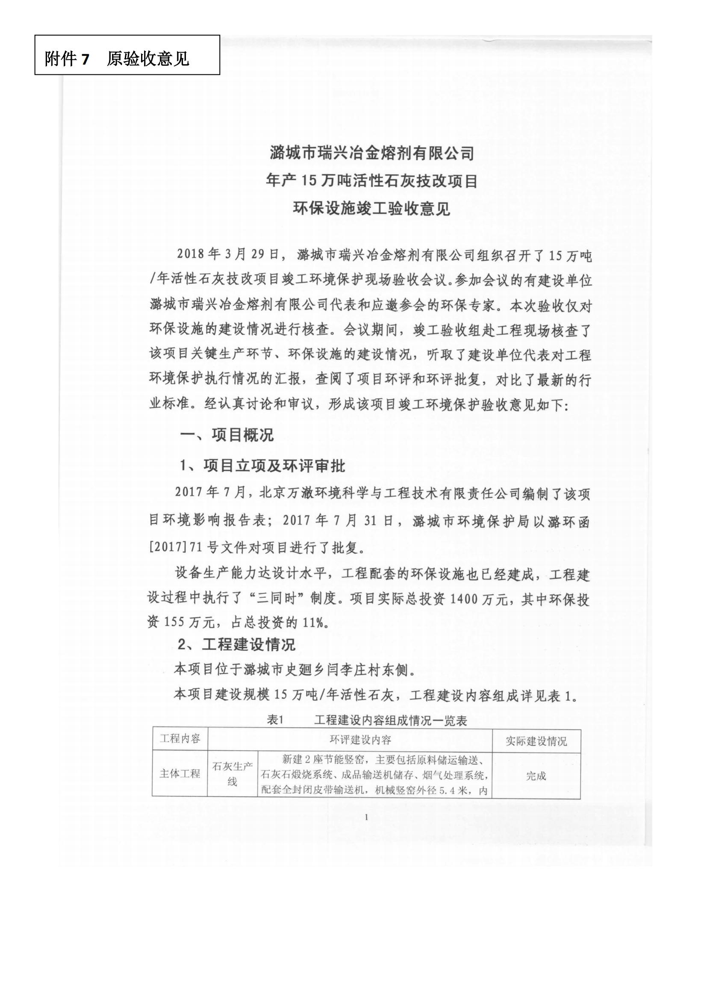 附件 7 原验收意见
潞城市瑞兴冶金熔剂有限公司
年产 15 万吨活性石灰技改项目
环保设施竣工验收意见
2018 年 3 月 29 日，潞城市瑞兴冶金熔剂有限公司组织召开了 15 万吨
/年活性石灰技改项目竣工环境保护现场验收会议。参加会议的有建设单位
潞城市瑞兴冶金熔剂有限公司代表和应邀参会的环保专家。本次验收仅对
环保设施的建设情况进行核查。会议期间，竣工验收组赴工程现场核查了
该项目关键生产环节、环保设施的建设情况，听取了建设单位代表对工程
环境保护执行情况的汇报，查阅了项目环评和环评批复，对比了最新的行
业标准。经认真讨论和审议，形成该项目竣工环境保护验收意见如下：
一、项目概况
1、项目立项及环评审批
2017 年 7 月，北京万澈环境科学与工程技术有限责任公司编制了该项
目环境影响报告表；2017 年 7 月 31 日，潞城市环境保护局以潞环函
[2017]71 号文件对项目进行了批复。
设备生产能力达设计水平，工程配套的环保设施也已经建成，工程建
设过程中执行了“三同时”制度。项目实际总投资 1400 万元，其中环保投
资 155 万元，占总投资的 11%。
2、工程建设情况
本项目位于潞城市史廻乡闫李庄村东侧。
本项目建设规模 15 万吨/年活性石灰，工程建设内容组成详见表 1。
表1 工程建设内容组成情况一览表
工程内容 环评建设内容 实际建设情况
主体工程
石灰生产
线
新建 2 座节能竖窑，主要包括原料储运输送、
石灰石煅烧系统、成品输送机储存、烟气处理系统，
配套全封闭皮带输送机，机械竖窑外径 5.4 米，内
完成
1